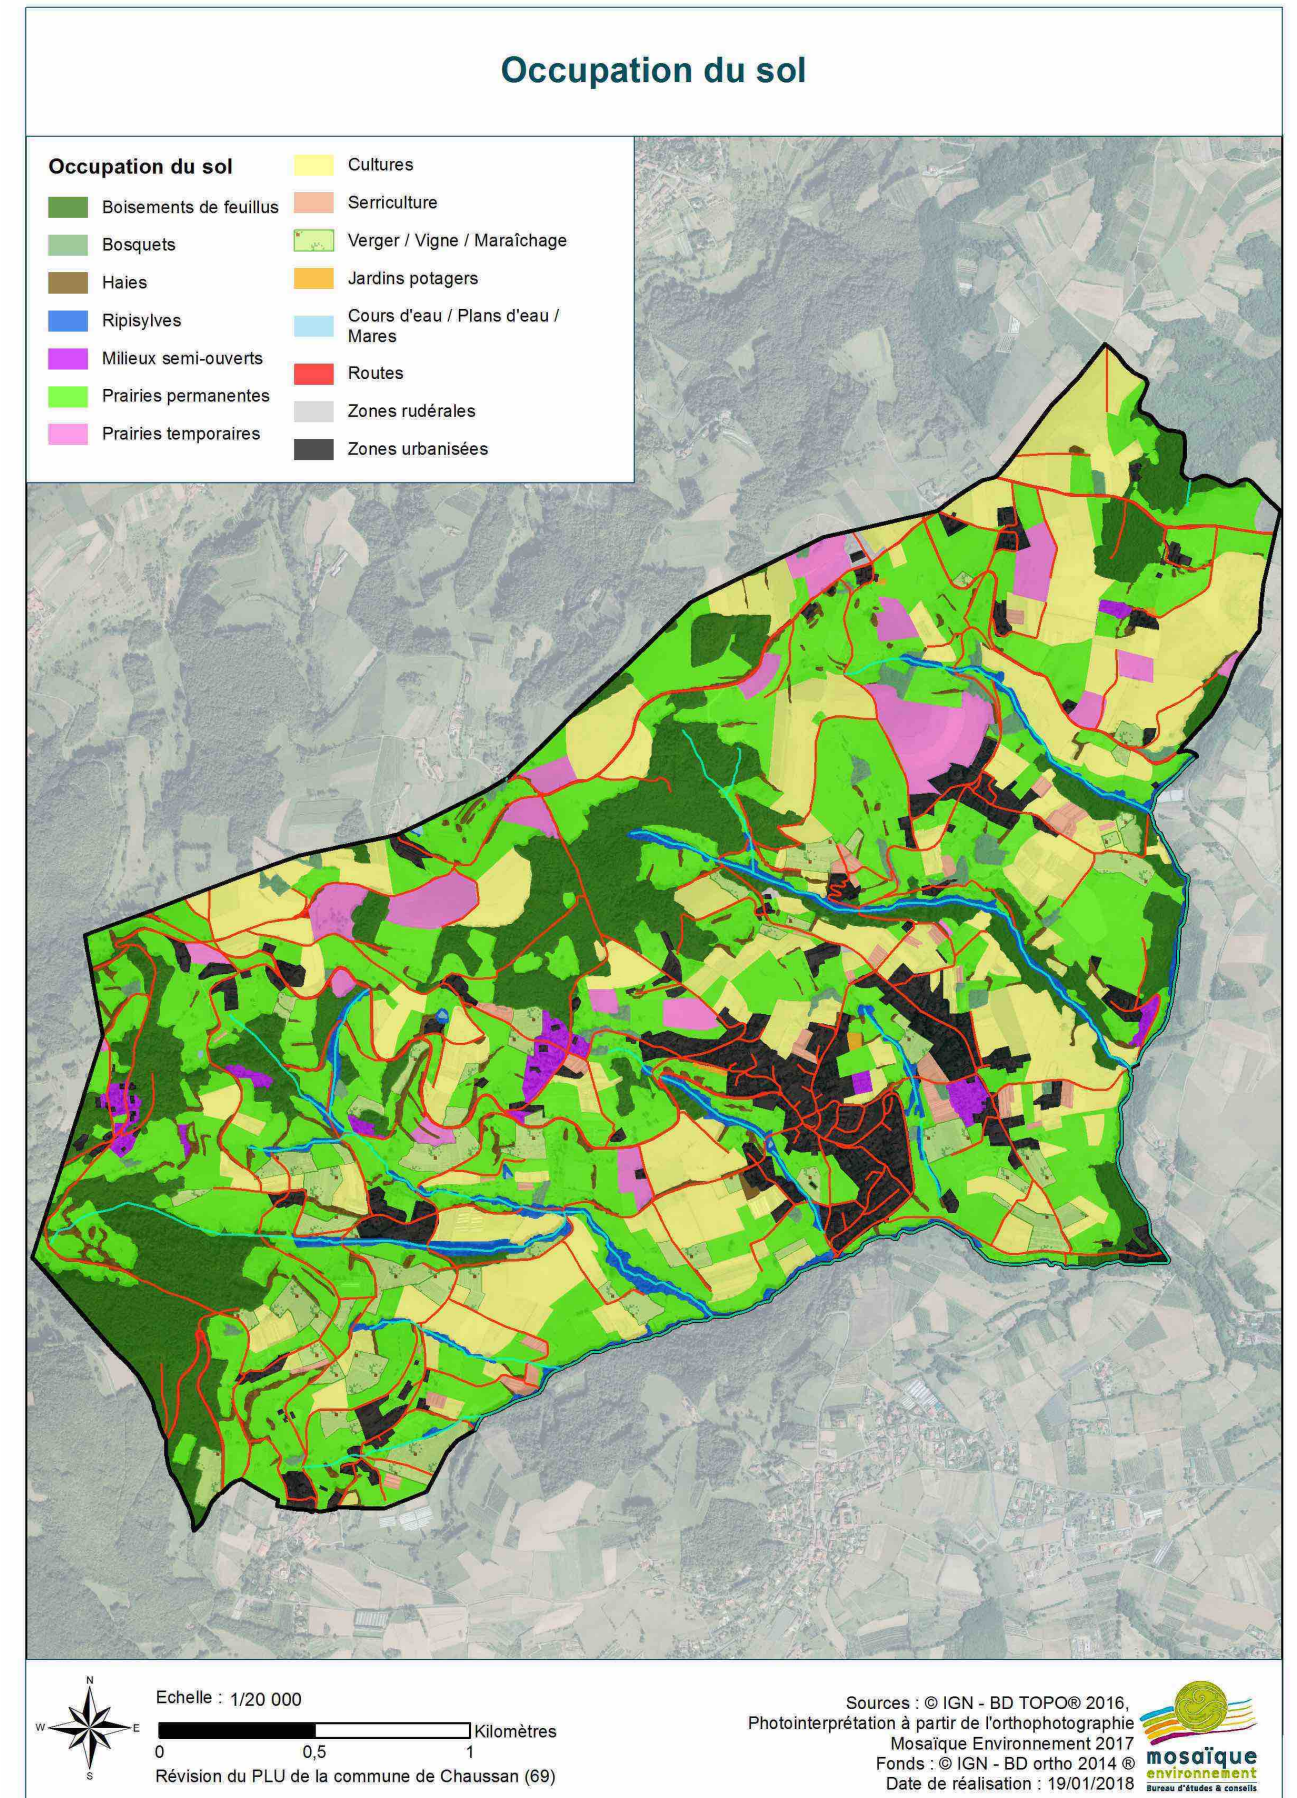 Occupation du sol
Occupation du sol
Boisements de feuillus
Bosquets
Haies
Ripisylves
Milieux semi-ouverts
Prairies permanentes
Prairies temporaires
Cultures
Serriculture
Verger / Vigne / Maraîchage
Jardins potagers
Cours d'eau / Plans d'eau /
Mares
Routes
Zones rudérales
Zones urbanisées
N
W
E
S
Echelle : 1/20 000
Kilomètres
0 0,5 1
Révision du PLU de la commune de Chaussan (69)
Sources : © IGN - BD TOPO® 2016,
Photointerprétation à partir de l'orthophotographie
Mosaïque Environnement 2017
Fonds : © IGN - BD ortho 2014 ®
Date de réalisation : 19/01/2018
mosaïque
environnement
Bureau d'études & conseils